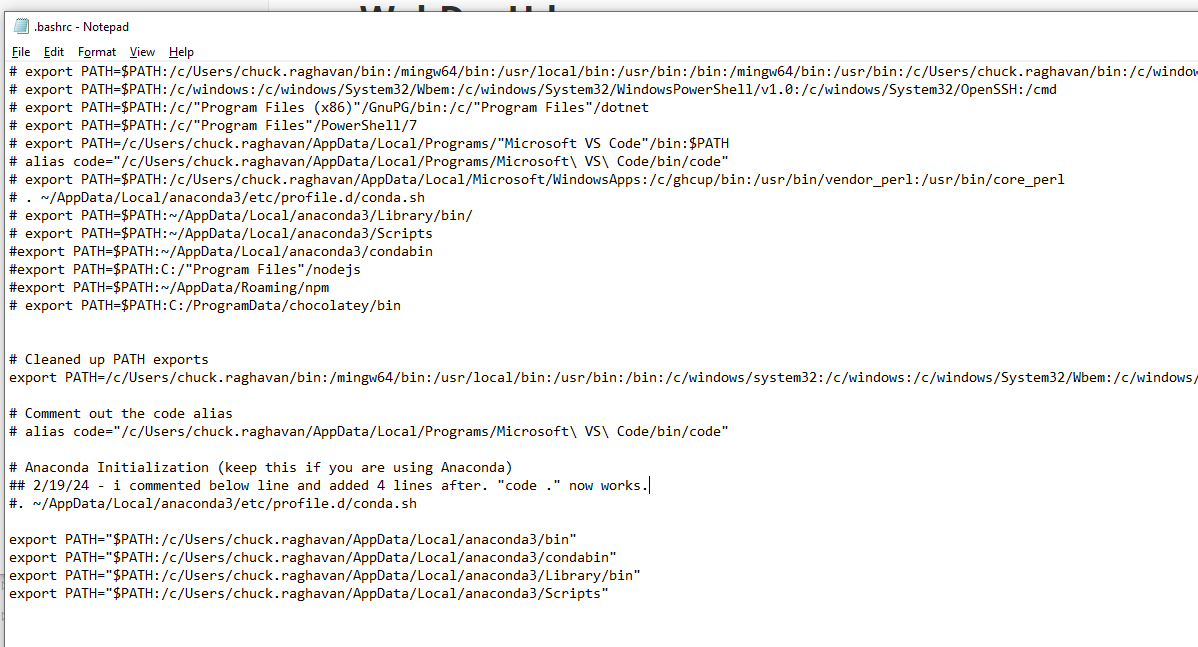 .bashrc - Notepad
File Edit Format View Help
# export PATH=$PATH:/c/Users/chuck.raghavan/bin:/mingw64/bin:/usr/local/bin:/usr/bin:/bin:/mingw64/bin:/usr/bin:/c/Users/chuck.raghavan/bin:/c/window
# export PATH=$PATH:/c/windows:/c/windows/System32/Wbem:/c/windows/System32/WindowsPowerShell/v1.0:/c/windows/System32/OpenSSH:/cmd
# export PATH=$PATH:/c/"Program Files (x86)"/GnuPG/bin:/c/"Program Files"/dotnet
# export PATH=$PATH:/c/"Program Files"/PowerShell/7
# export PATH=/c/Users/chuck.raghavan/AppData/Local/Programs/"Microsoft VS Code"/bin:$PATH
# alias code="/c/Users/chuck.raghavan/AppData/Local/Programs/Microsoft\ VS\ Code/bin/code"
# export PATH=$PATH:/c/Users/chuck.raghavan/AppData/Local/Microsoft/WindowsApps:/c/ghcup/bin:/usr/bin/vendor_perl:/usr/bin/core_perl
# . ~/AppData/Local/anaconda3/etc/profile.d/conda.sh
# export PATH=$PATH:~/AppData/Local/anaconda3/Library/bin/
# export PATH=$PATH:~/AppData/Local/anaconda3/Scripts
#export PATH=$PATH:~/AppData/Local/anaconda3/condabin
#export PATH=$PATH:C:/"Program Files"/nodejs
#export PATH=$PATH:~/AppData/Roaming/npm
# export PATH=$PATH:C:/ProgramData/chocolatey/bin
# Cleaned up PATH exports
export PATH=/c/Users/chuck.raghavan/bin:/mingw64/bin:/usr/local/bin:/usr/bin:/bin:/c/windows/system32:/c/windows:/c/windows/System32/Wbem:/c/windows/
# Comment out the code alias
# alias code="/c/Users/chuck.raghavan/AppData/Local/Programs/Microsoft\ VS\ Code/bin/code"
# Anaconda Initialization (keep this if you are using Anaconda)
## 2/19/24 - i commented below line and added 4 lines after. "code ." now works.
#. ~/AppData/Local/anaconda3/etc/profile.d/conda.sh
export PATH="$PATH:/c/Users/chuck.raghavan/AppData/Local/anaconda3/bin"
export PATH="$PATH:/c/Users/chuck.raghavan/AppData/Local/anaconda3/condabin"
export PATH="$PATH:/c/Users/chuck.raghavan/AppData/Local/anaconda3/Library/bin"
export PATH="$PATH:/c/Users/chuck.raghavan/AppData/Local/anaconda3/Scripts"